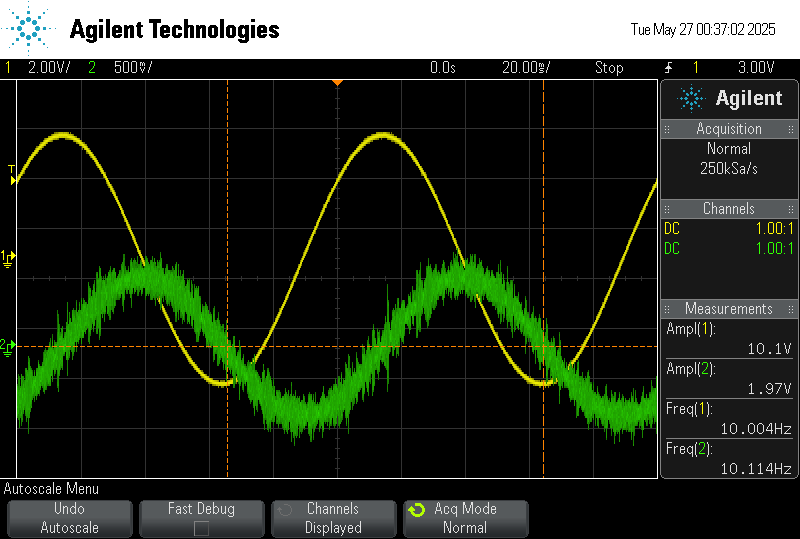 Agilent Technologies
Tue May 27 00:37:02 2025
1 2.00V/ 2 500mV/ 0.0s 20.00ms/ Stop 1 3.00V
T
1
2
Agilent
Acquisition
Normal
250kSa/s
Channels
DC 1.00:1
DC 1.00:1
Measurements
Ampl(1):
10.1V
Ampl(2):
1.97V
Freq(1):
10.004Hz
Freq(2):
10.114Hz
Autoscale Menu
Undo
Autoscale
Fast Debug
Channels
Displayed
Acq Mode
Normal